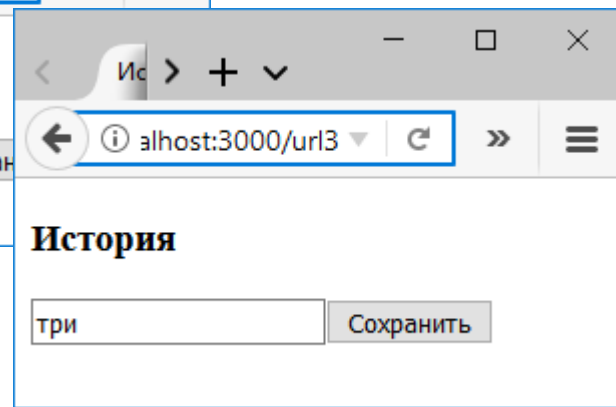 Ис
alhost:3000/url3
История
три
Сохранить